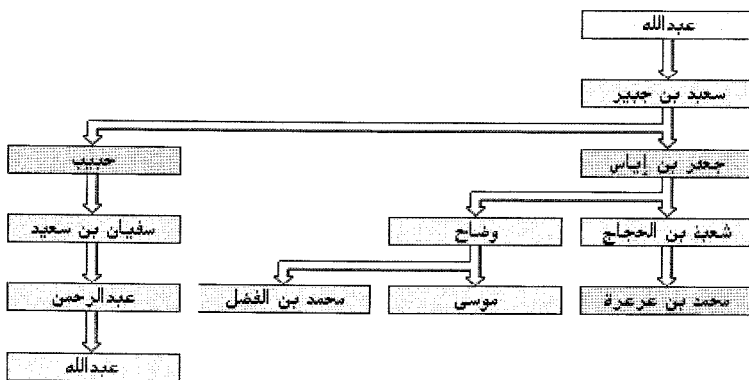 عبدالله
سعيد بن جبير
جعفر بن إياس
حبيب
شعبة بن الحجاج
وضاح
سفيان بن سعيد
محمد بن عرعرة
موسى
محمد بن الفضل
عبدالرحمن
عبدالله